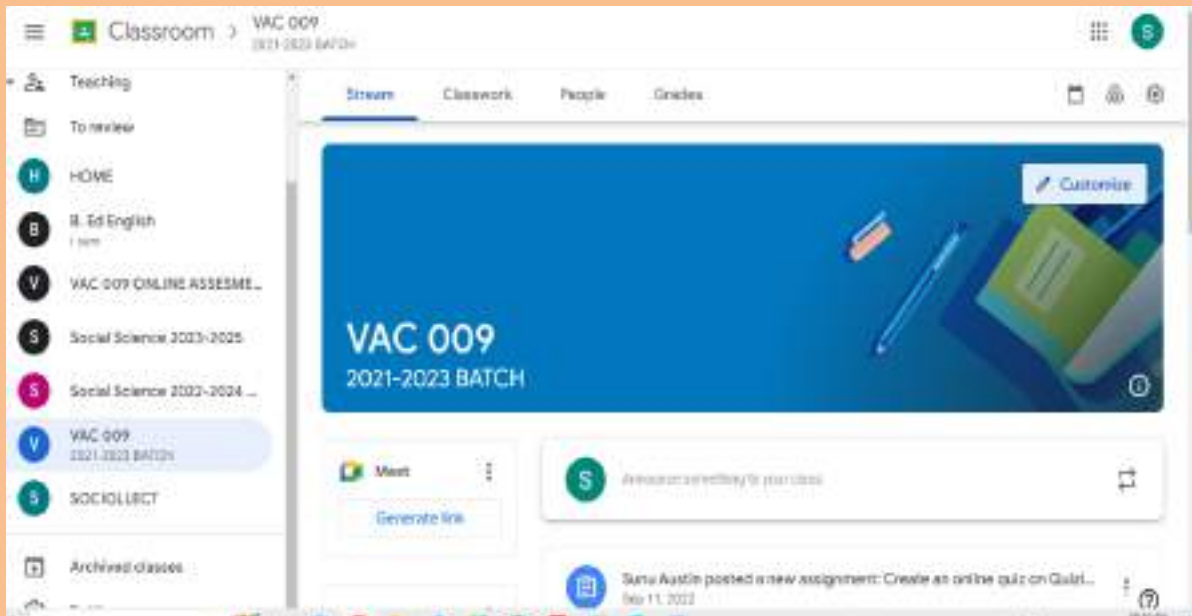 Classroom > VAC 009
2021-2023 BATCH
S
Teaching
To review
H HOME
B B. Ed English
I sem
V VAC 009 ONLINE ASSESME...
S Social Science 2023-2025
S Social Science 2022-2024 ...
V VAC 009
2021-2023 BATCH
S SOCIOLLECT
Archived classes
Stream Classwork People Grades
Customize
VAC 009
2021-2023 BATCH
Meet
Generate link
S Announce something to your class
Sunu Austin posted a new assignment: Create an online quiz on Quizi...
Sep 11, 2022